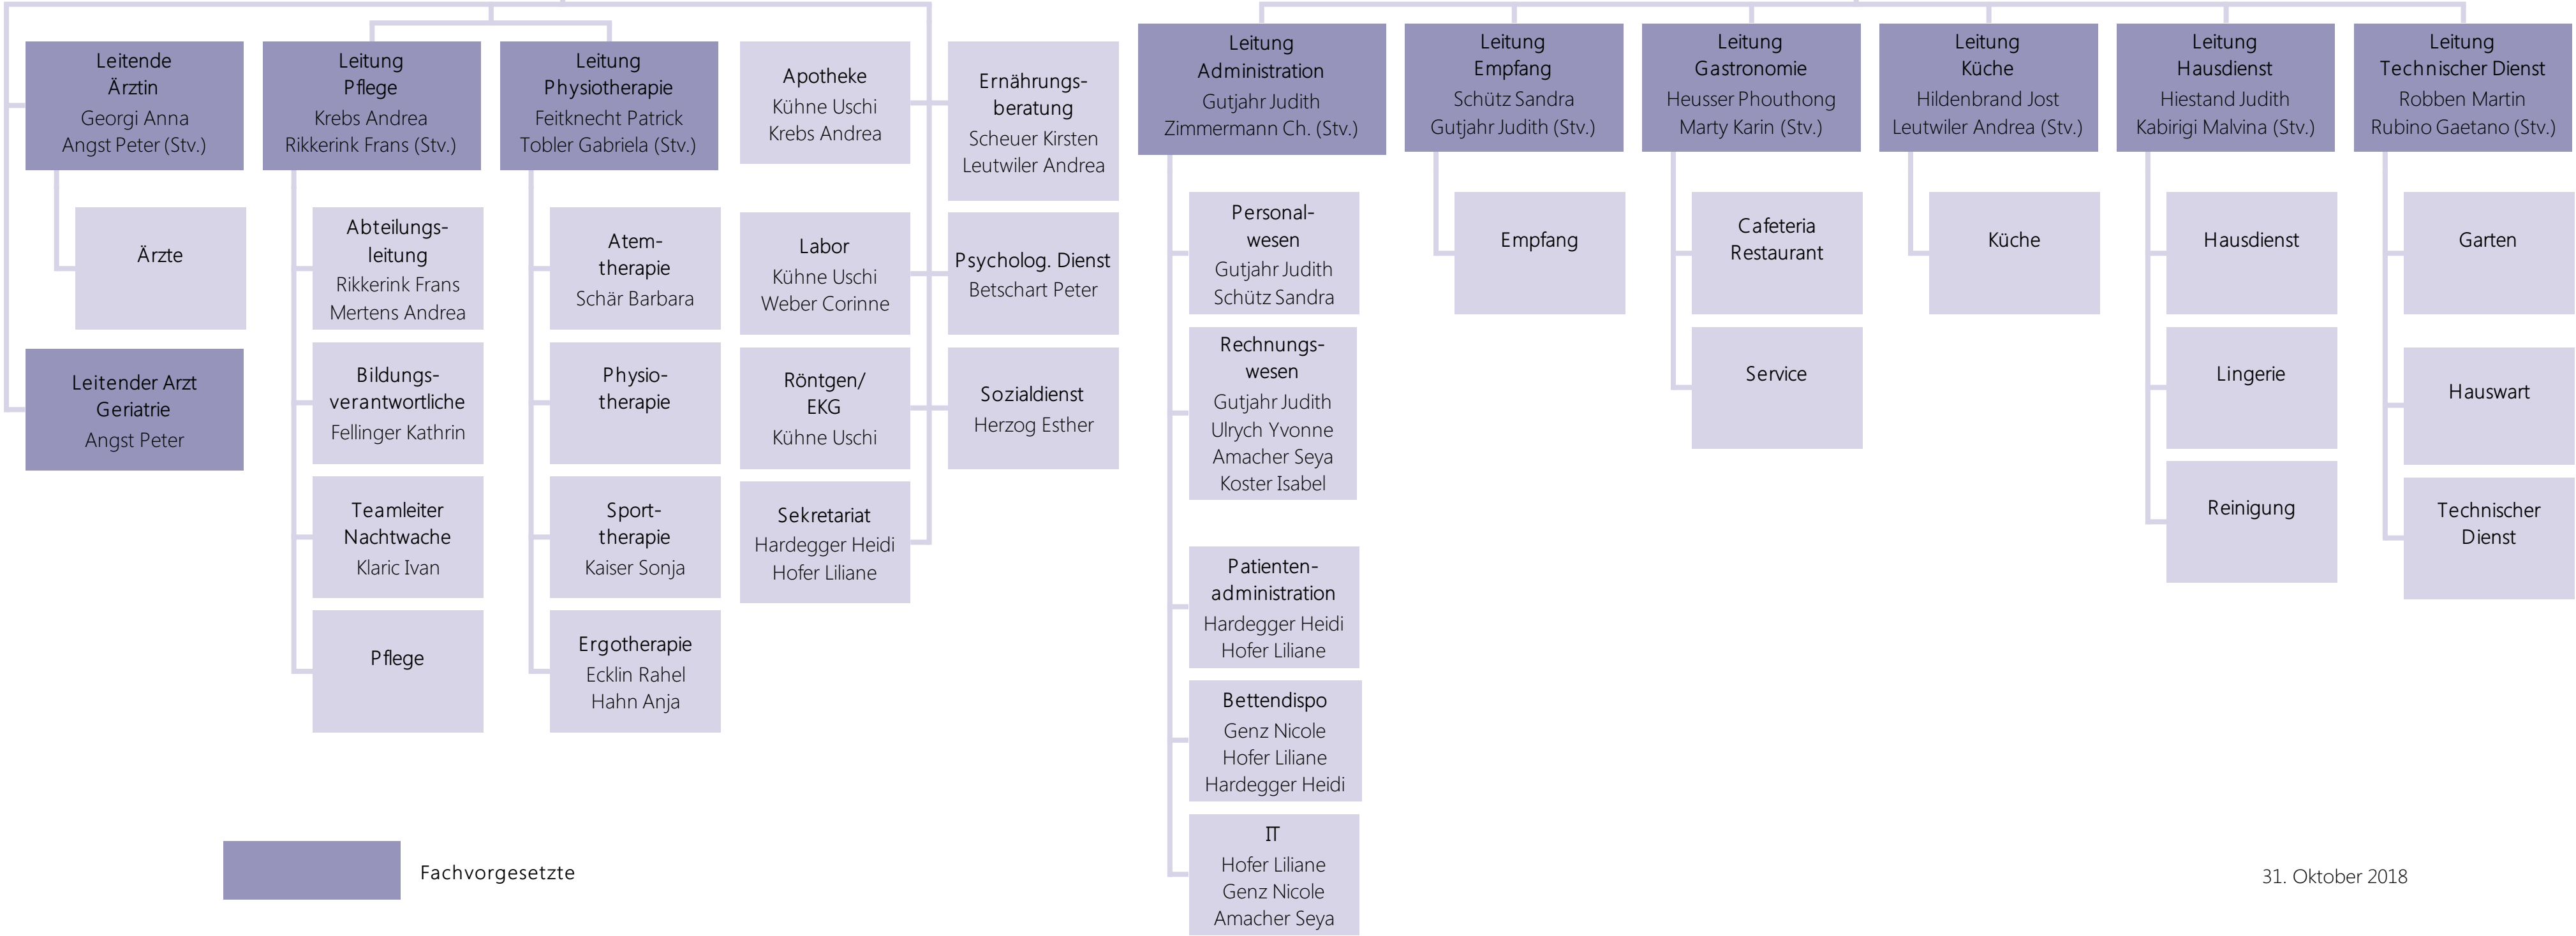 Leitende
Ärztin
Georgi Anna
Angst Peter (Stv.)
Ärzte
Leitender Arzt
Geriatrie
Angst Peter
Leitung
Pflege
Krebs Andrea
Rikkerink Frans (Stv.)
Abteilungs-
leitung
Rikkerink Frans
Mertens Andrea
Bildungs-
verantwortliche
Fellinger Kathrin
Teamleiter
Nachtwache
Klaric Ivan
Pflege
Leitung
Physiotherapie
Feitknecht Patrick
Tobler Gabriela (Stv.)
Atem-
therapie
Schär Barbara
Physio-
therapie
Sport-
therapie
Kaiser Sonja
Ergotherapie
Ecklin Rahel
Hahn Anja
Apotheke
Kühne Uschi
Krebs Andrea
Labor
Kühne Uschi
Weber Corinne
Röntgen/
EKG
Kühne Uschi
Sekretariat
Hardegger Heidi
Hofer Liliane
Ernährungs-
beratung
Scheuer Kirsten
Leutwiler Andrea
Psycholog. Dienst
Betschart Peter
Sozialdienst
Herzog Esther
Leitung
Administration
Gutjahr Judith
Zimmermann Ch. (Stv.)
Personal-
wesen
Gutjahr Judith
Schütz Sandra
Rechnungs-
wesen
Gutjahr Judith
Ulrych Yvonne
Amacher Seya
Koster Isabel
Patienten-
administration
Hardegger Heidi
Hofer Liliane
Bettendispo
Genz Nicole
Hofer Liliane
Hardegger Heidi
IT
Hofer Liliane
Genz Nicole
Amacher Seya
Leitung
Empfang
Schütz Sandra
Gutjahr Judith (Stv.)
Empfang
Leitung
Gastronomie
Heusser Phouthong
Marty Karin (Stv.)
Cafeteria
Restaurant
Service
Leitung
Küche
Hildenbrand Jost
Leutwiler Andrea (Stv.)
Küche
Leitung
Hausdienst
Hiestand Judith
Kabirigi Malvina (Stv.)
Hausdienst
Lingerie
Reinigung
Leitung
Technischer Dienst
Robben Martin
Rubino Gaetano (Stv.)
Garten
Hauswart
Technischer
Dienst
Fachvorgesetzte
31. Oktober 2018